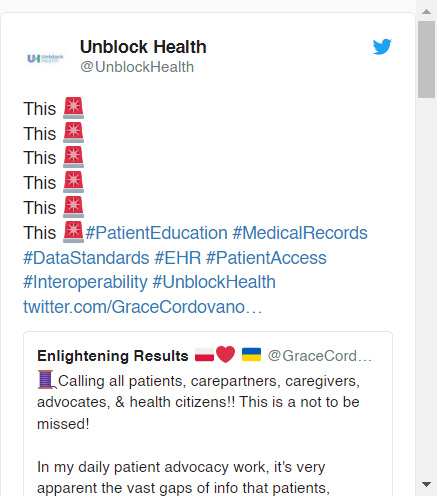 Unblock Health
@UnblockHealth
UH Unblock
Health
This 🚨
This 🚨
This 🚨
This 🚨
This 🚨
This 🚨#PatientEducation #MedicalRecords
#DataStandards #EHR #PatientAccess
#Interoperability #UnblockHealth
twitter.com/GraceCordovano…
Enlightening Results 🇵🇱❤️ 🇺🇦 @GraceCord…
🧵Calling all patients, carepartners, caregivers,
advocates, & health citizens!! This is a not to be
missed!
In my daily patient advocacy work, it's very
apparent the vast gaps of info that patients,